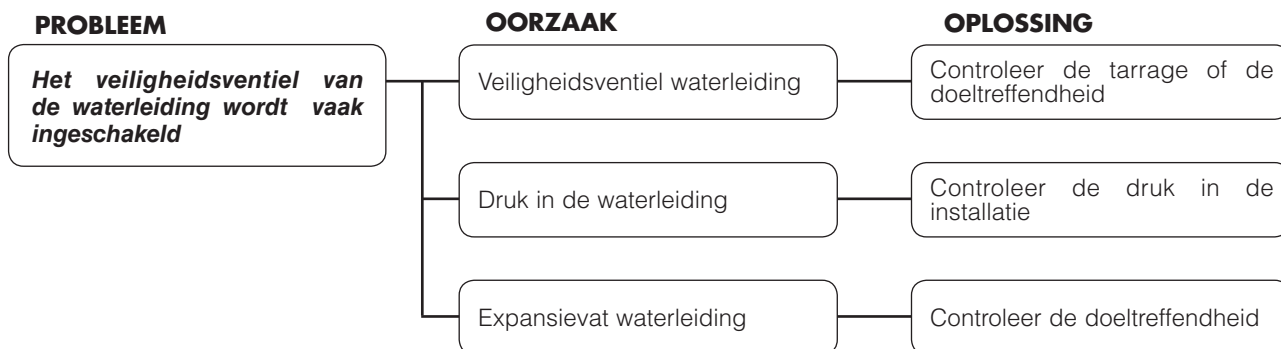 PROBLEEM
OORZAAK
OPLOSSING
Het veiligheidsventiel van
de waterleiding wordt vaak
ingeschakeld
Veiligheidsventiel waterleiding
Controleer de tarrage of de
doeltreffendheid
Druk in de waterleiding
Controleer de druk in de
installatie
Expansievat waterleiding
Controleer de doeltreffendheid